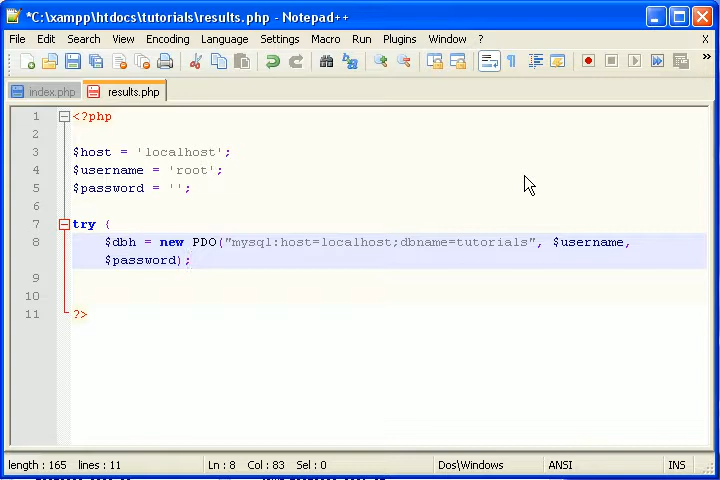 *C:\xampp\htdocs\tutorials\results.php - Notepad++
File Edit Search View Encoding Language Settings Macro Run Plugins Window ? X
index.php results.php
1 <?php
2
3 $host = 'localhost';
4 $username = 'root';
5 $password = '';
6
7 try {
8 $dbh = new PDO("mysql:host=localhost;dbname=tutorials", $username,
$password);
9
10
11 ?>
length : 165 lines : 11 Ln : 8 Col : 83 Sel : 0 Dos\Windows ANSI INS